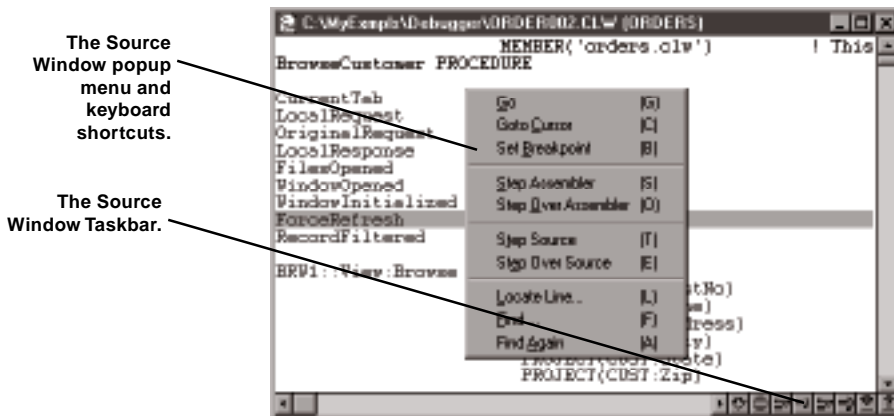 The Source
Window popup
menu and
keyboard
shortcuts.
The Source
Window Taskbar.
C:\MyExmpls\Debugger\ORDER002.CLW (ORDERS)
MEMBER('orders.clw') ! This
BrowseCustomer PROCEDURE
CurrentTab
LocalRequest
OriginalRequest
LocalResponse
FilesOpened
WindowOpened
WindowInitialized
ForceRefresh
RecordFiltered
BRW1::View:Browse
Go (G)
Goto Cursor (C)
Set Breakpoint (B)
Step Assembler (S)
Step Over Assembler (O)
Step Source (T)
Step Over Source (E)
Locate Line... (L)
Find... (F)
Find Again (A)
PROJECT(CUST:Zip)